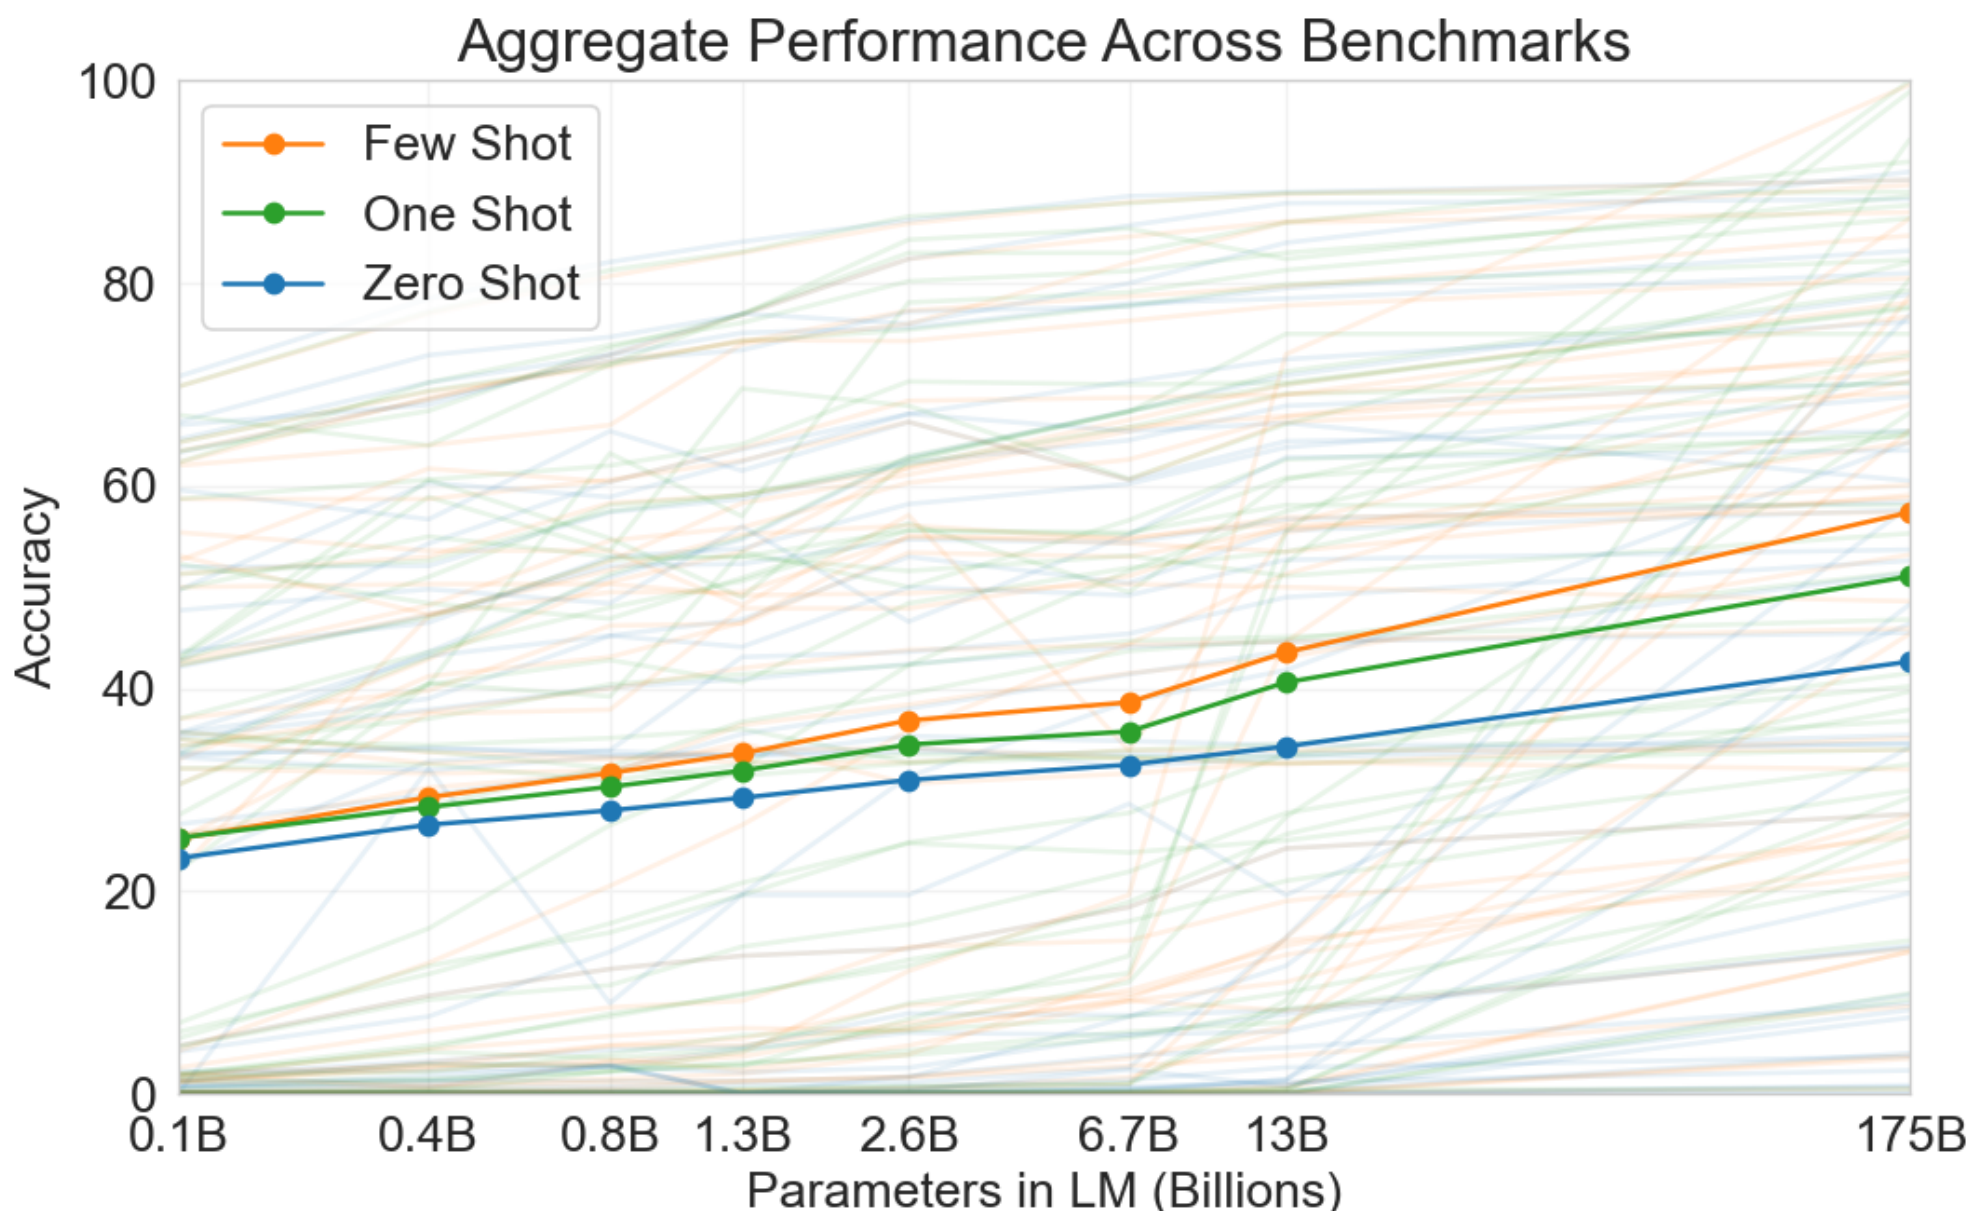 Aggregate Performance Across Benchmarks
100
80
60
40
20
0
Accuracy
Few Shot
One Shot
Zero Shot
0.1B 0.4B 0.8B 1.3B 2.6B 6.7B 13B 175B
Parameters in LM (Billions)